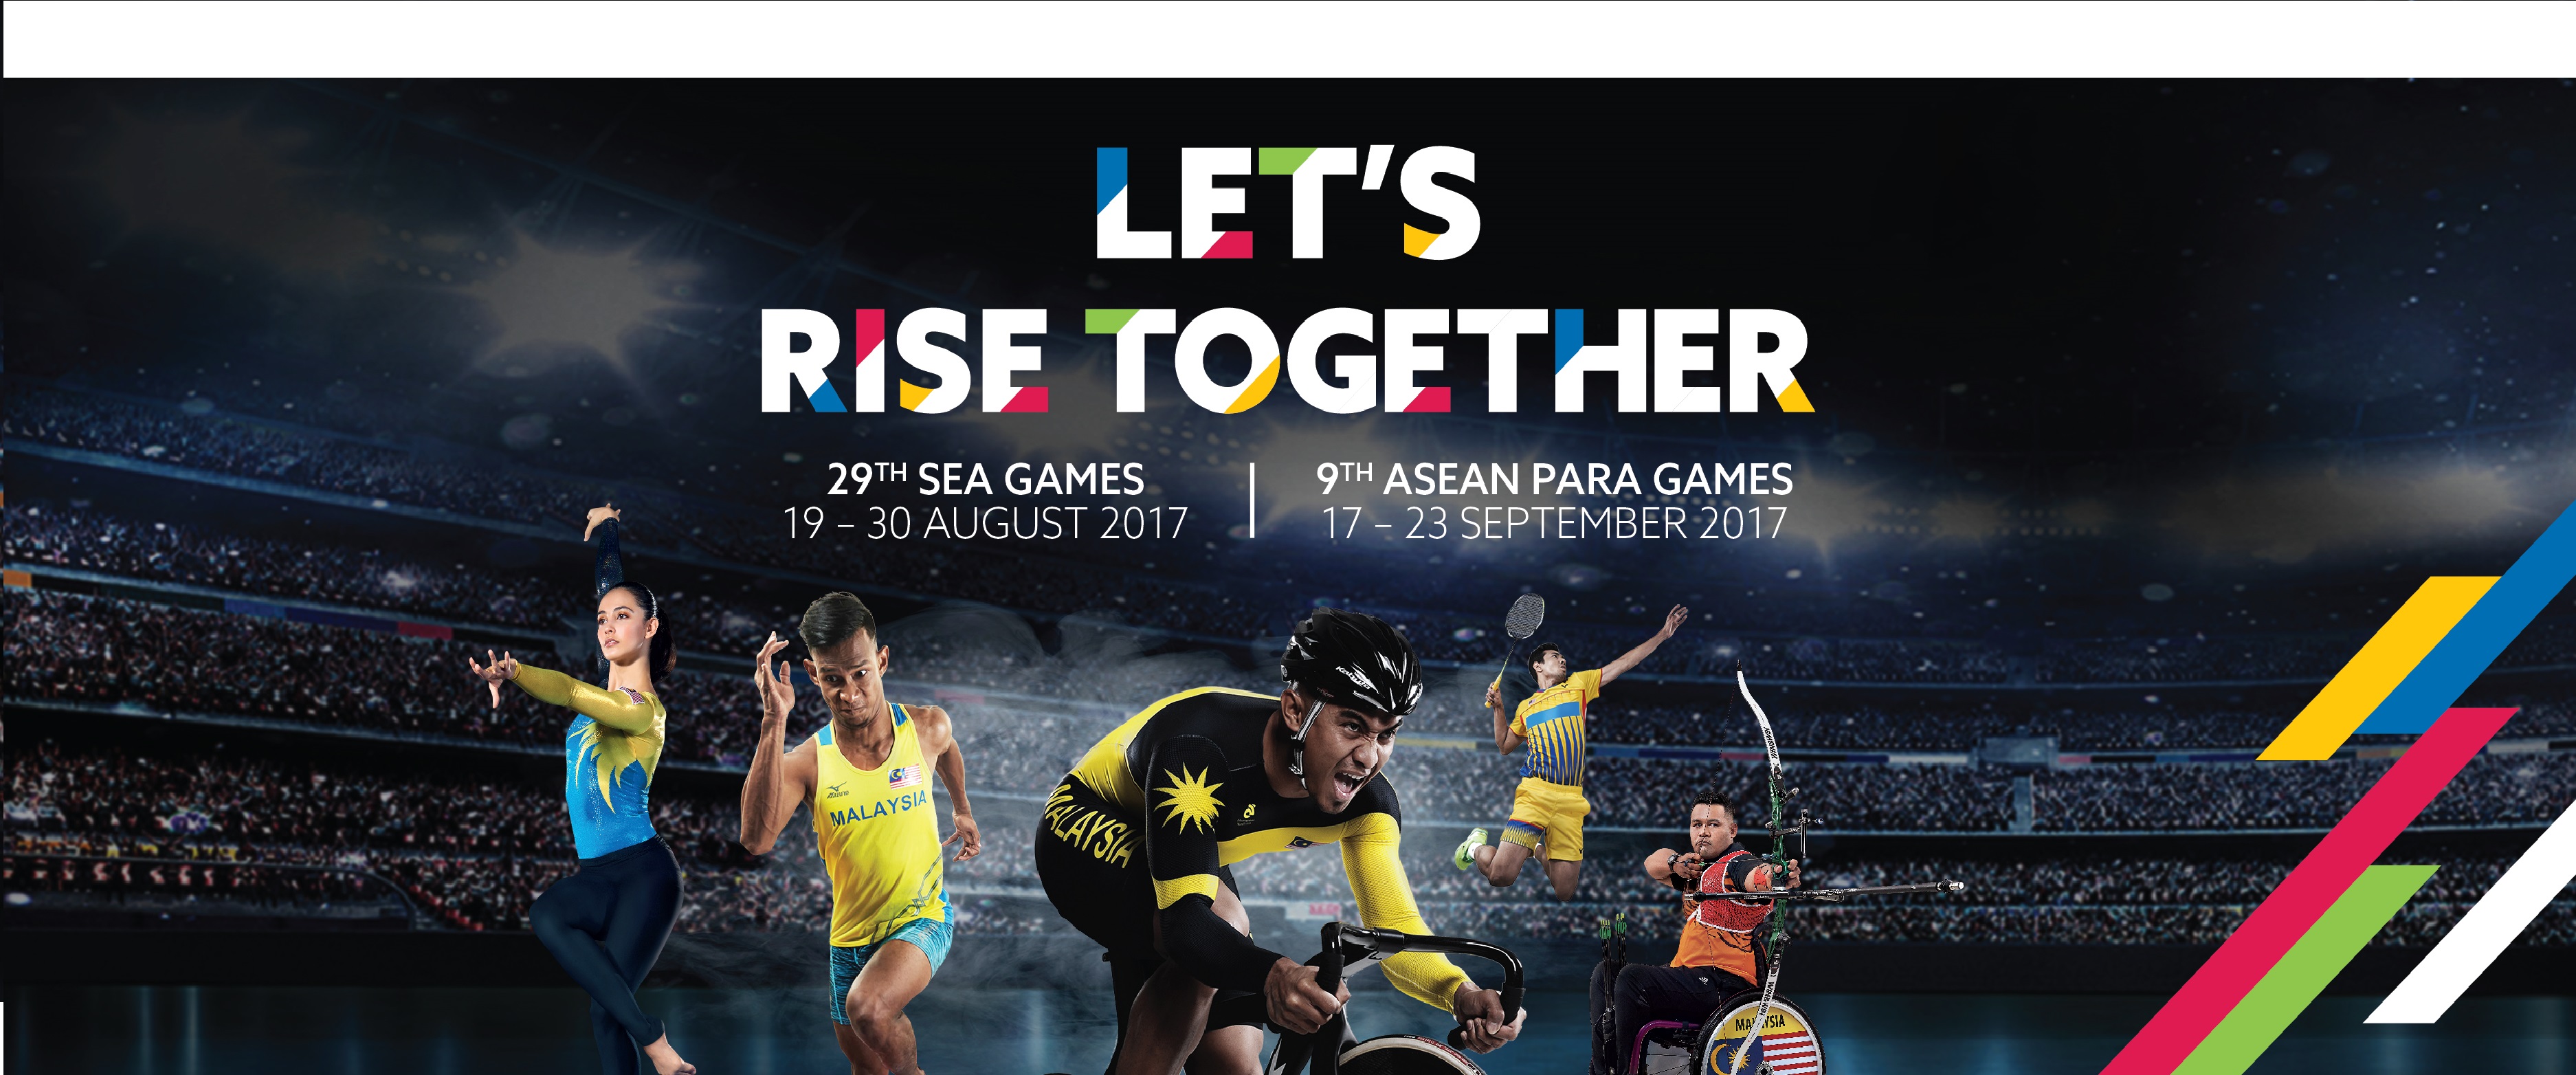 LET'S
RISE TOGETHER
29TH SEA GAMES
19 – 30 AUGUST 2017
9TH ASEAN PARA GAMES
17 – 23 SEPTEMBER 2017
MALAYSIA
MALAYSIA
MALAYSIA